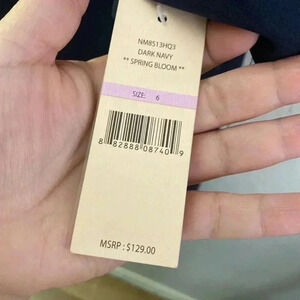 NM8513HQ3
DARK NAVY
** SPRING BLOOM **
SIZE: 6
8 82888 08740 9
MSRP : $129.00